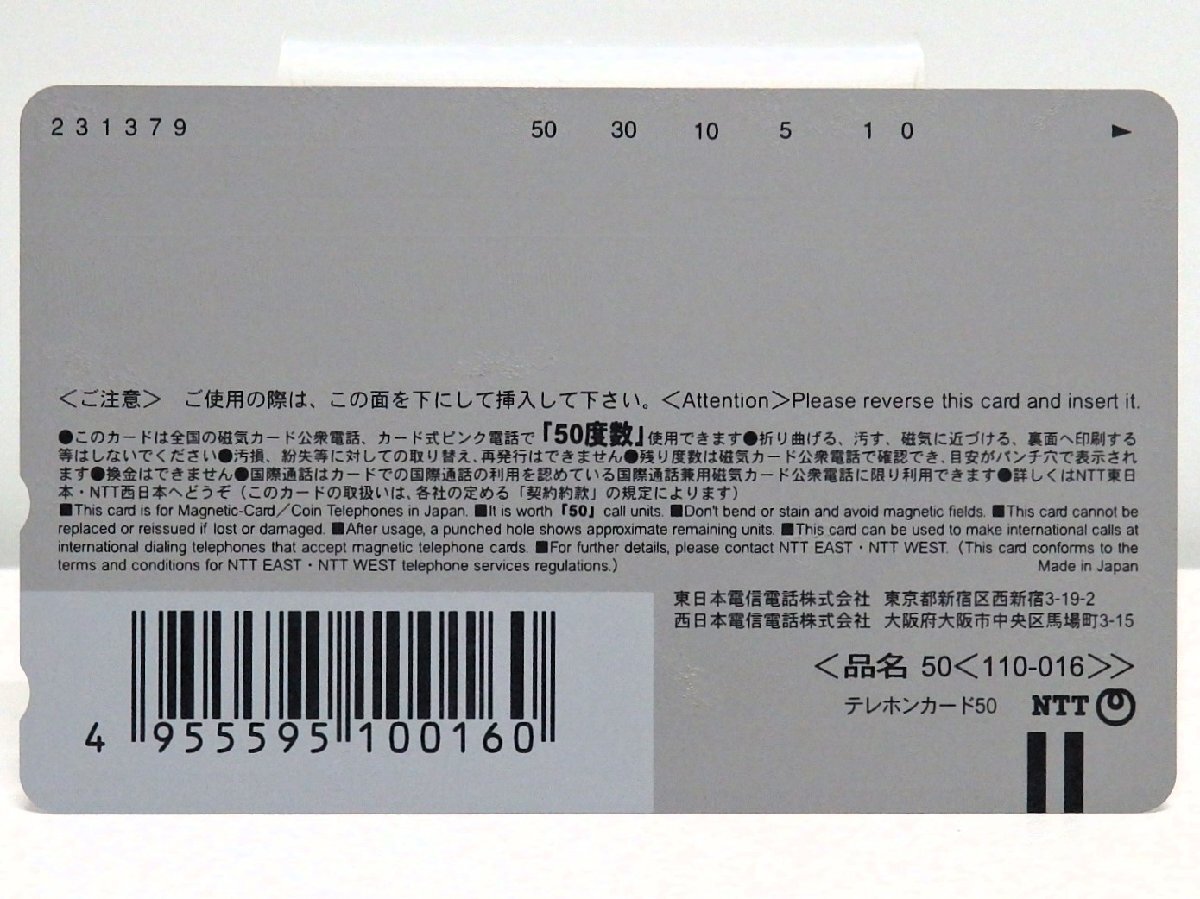 231379 50 30 10 5 1 0 ►
＜ご注意＞ ご使用の際は、この面を下にして挿入して下さい。＜Attention＞Please reverse this card and insert it.
●このカードは全国の磁気カード公衆電話、カード式ピンク電話で「50度数」使用できます●折り曲げる、汚す、磁気に近づける、裏面へ印刷する
等はしないでください●汚損、紛失等に対しての取り替え、再発行はできません●残り度数は磁気カード公衆電話で確認でき、目安がパンチ穴で表示され
ます●換金はできません●国際通話はカードでの国際通話の利用を認めている国際通話兼用磁気カード公衆電話に限り利用できます●詳しくはNTT東日
本・NTT西日本へどうぞ（このカードの取扱いは、各社の定める「契約約款」の規定によります）
■This card is for Magnetic-Card／Coin Telephones in Japan. ■It is worth「50」call units. ■Don't bend or stain and avoid magnetic fields. ■This card cannot be
replaced or reissued if lost or damaged. ■After usage, a punched hole shows approximate remaining units. ■This card can be used to make international calls at
international dialing telephones that accept magnetic telephone cards. ■For further details, please contact NTT EAST・NTT WEST.（This card conforms to the
terms and conditions for NTT EAST・NTT WEST telephone services regulations.） Made in Japan
東日本電信電話株式会社 東京都新宿区西新宿3-19-2
西日本電信電話株式会社 大阪府大阪市中央区馬場町3-15
＜品名 50＜110-016＞＞
テレホンカード50 NTT
4 955595 100160